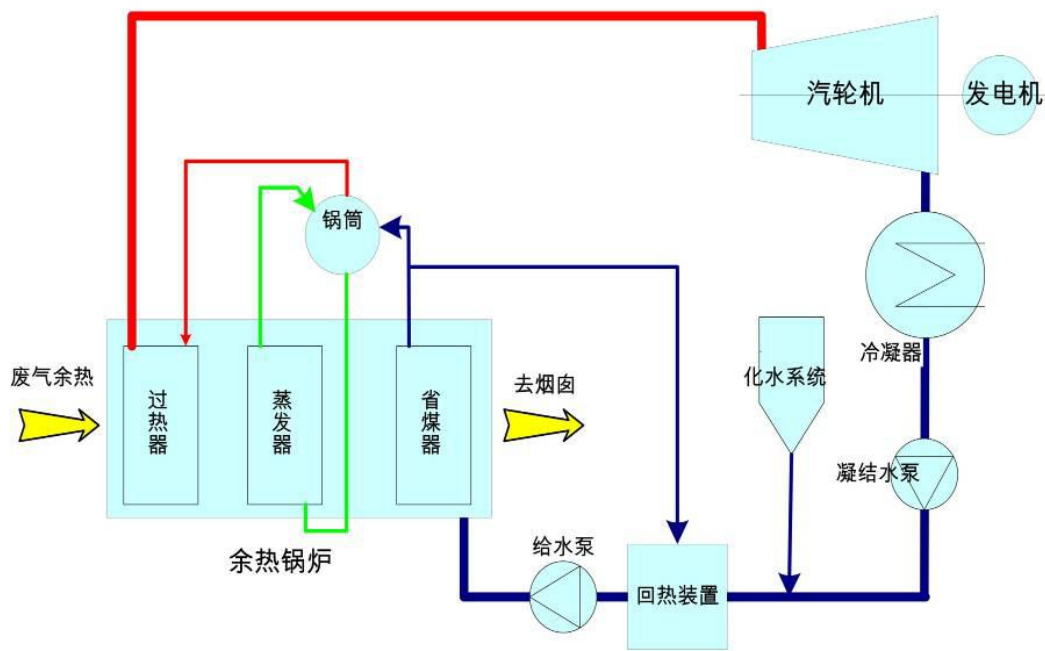 汽轮机
发电机
锅筒
冷凝器
废气余热
过热器
蒸发器
省煤器
去烟囱
化水系统
凝结水泵
余热锅炉
给水泵
回热装置